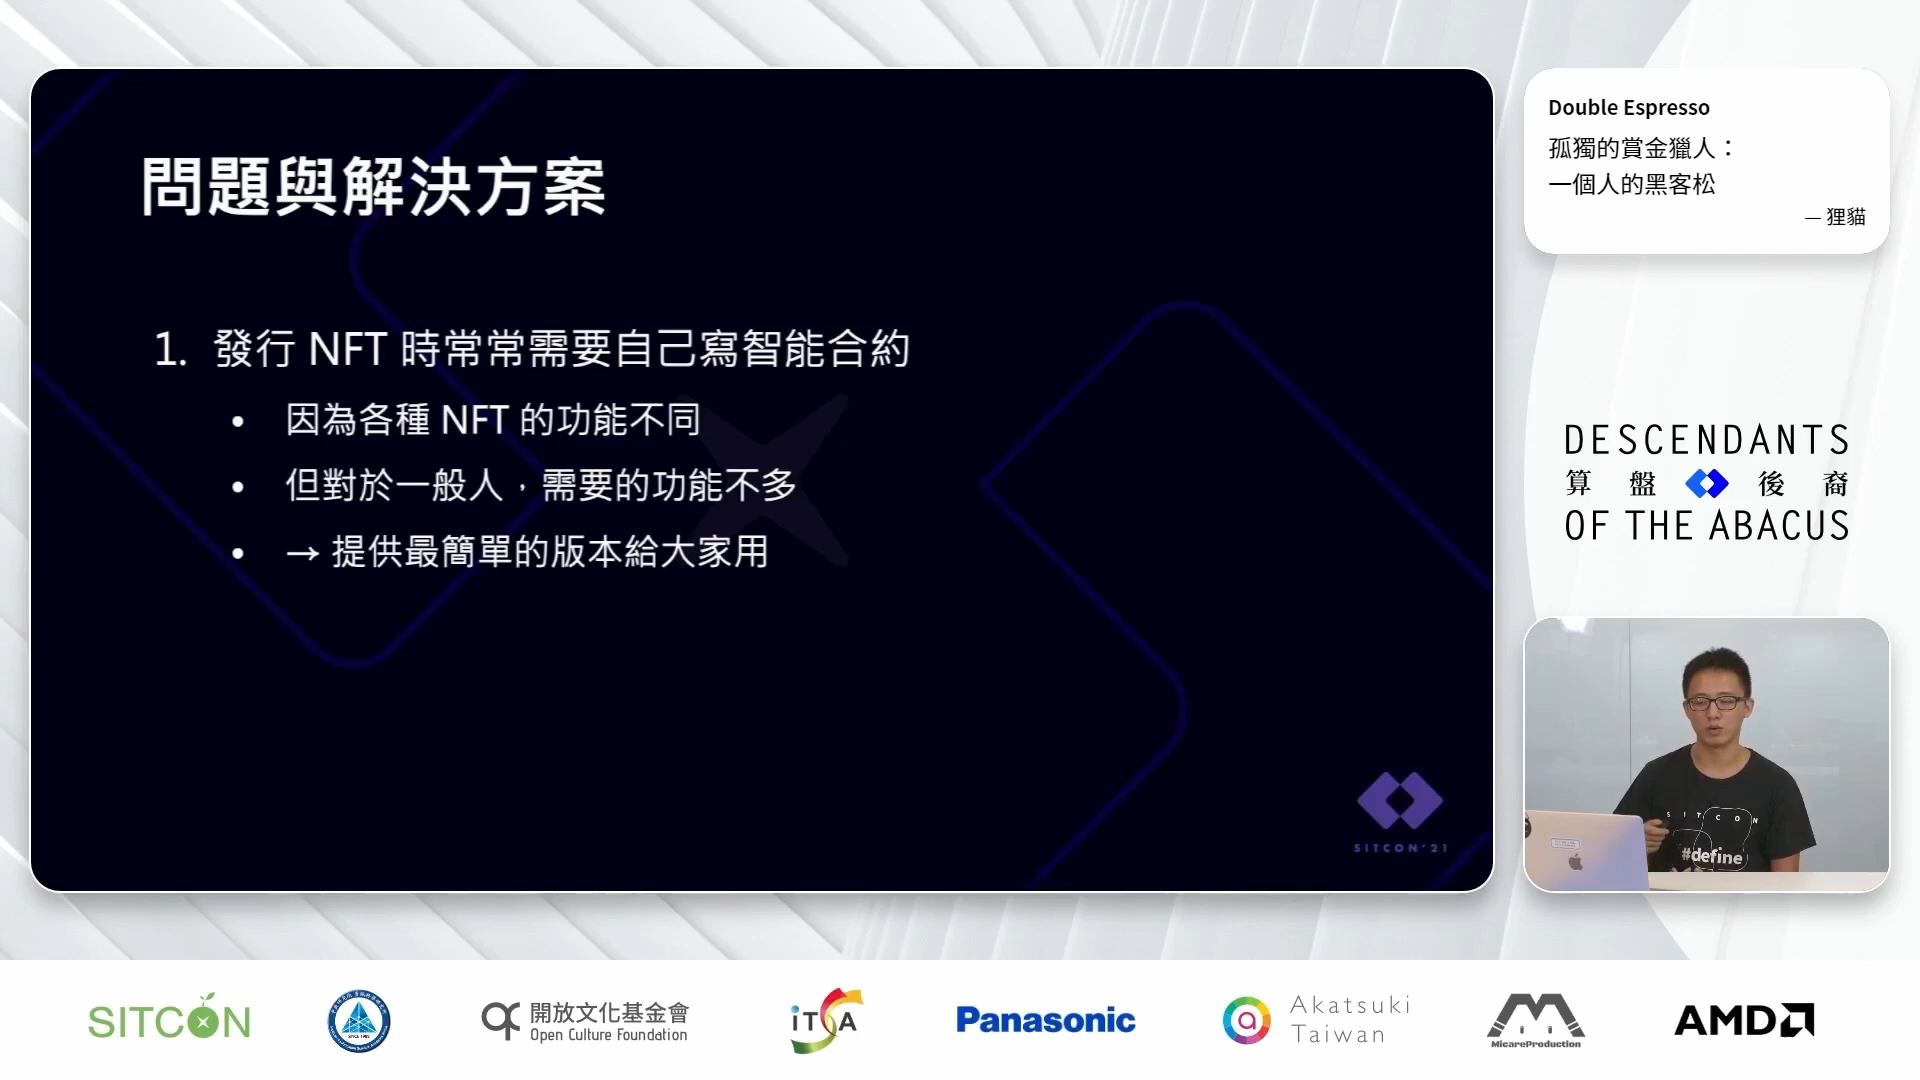 問題與解決方案
1. 發行 NFT 時常常需要自己寫智能合約
• 因為各種 NFT 的功能不同
• 但對於一般人，需要的功能不多
• → 提供最簡單的版本給大家用
SITCON'21
Double Espresso
孤獨的賞金獵人：
一個人的黑客松
— 狸貓
DESCENDANTS
算盤後裔
OF THE ABACUS
SITCON
#define
SITCON
開放文化基金會
Open Culture Foundation
iTSA
Panasonic
Akatsuki
Taiwan
MicareProduction
AMD